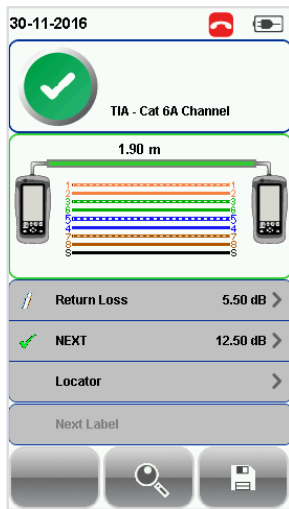 30-11-2016
TIA - Cat 6A Channel
1.90 m
1 1
2 2
3 3
6 6
5 5
4 4
7 7
8 8
S S
Return Loss 5.50 dB
NEXT 12.50 dB
Locator
Next Label